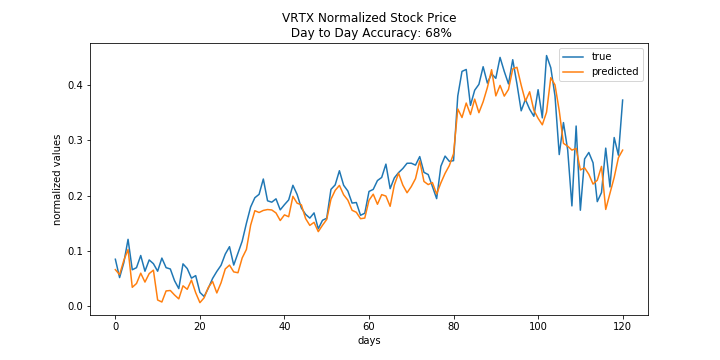 VRTX Normalized Stock Price
Day to Day Accuracy: 68%
true
predicted
normalized values
0.4
0.3
0.2
0.1
0.0
0
20
40
60
80
100
120
days